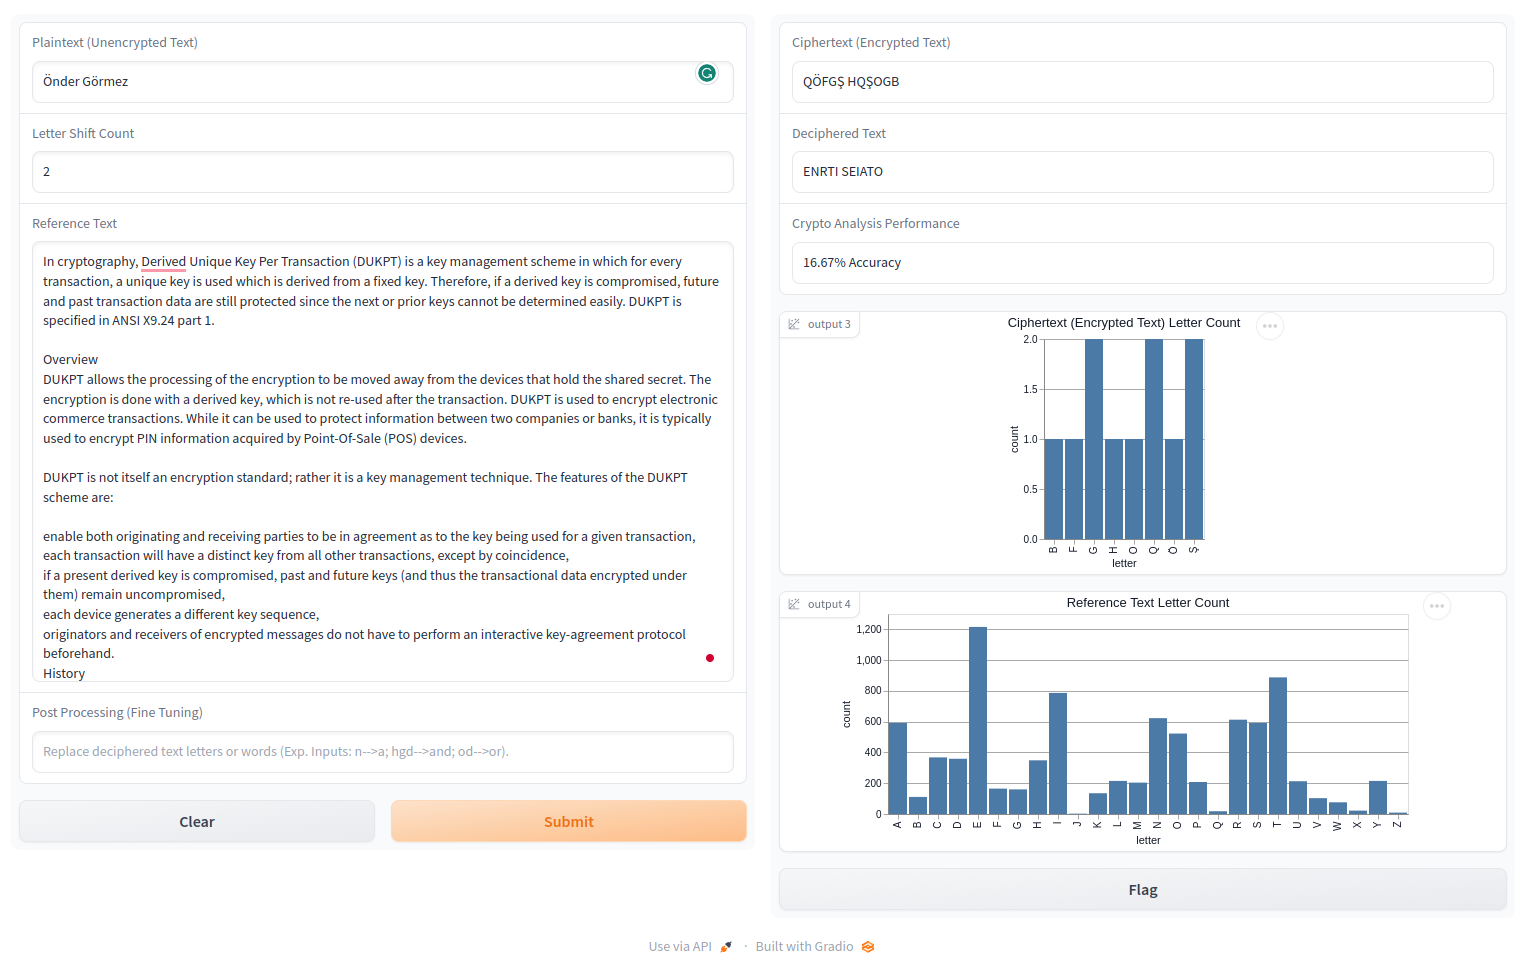 Plaintext (Unencrypted Text)
Önder Görmez
Letter Shift Count
2
Reference Text
In cryptography, Derived Unique Key Per Transaction (DUKPT) is a key management scheme in which for every
transaction, a unique key is used which is derived from a fixed key. Therefore, if a derived key is compromised, future
and past transaction data are still protected since the next or prior keys cannot be determined easily. DUKPT is
specified in ANSI X9.24 part 1.
Overview
DUKPT allows the processing of the encryption to be moved away from the devices that hold the shared secret. The
encryption is done with a derived key, which is not re-used after the transaction. DUKPT is used to encrypt electronic
commerce transactions. While it can be used to protect information between two companies or banks, it is typically
used to encrypt PIN information acquired by Point-Of-Sale (POS) devices.
DUKPT is not itself an encryption standard; rather it is a key management technique. The features of the DUKPT
scheme are:
enable both originating and receiving parties to be in agreement as to the key being used for a given transaction,
each transaction will have a distinct key from all other transactions, except by coincidence,
if a present derived key is compromised, past and future keys (and thus the transactional data encrypted under
them) remain uncompromised,
each device generates a different key sequence,
originators and receivers of encrypted messages do not have to perform an interactive key-agreement protocol
beforehand.
History
Post Processing (Fine Tuning)
Replace deciphered text letters or words (Exp. Inputs: n-->a; hgd-->and; od-->or).
Clear
Submit
Ciphertext (Encrypted Text)
QÖFGŞ HQŞOGB
Deciphered Text
ENRTI SEIATO
Crypto Analysis Performance
16.67% Accuracy
output 3
Ciphertext (Encrypted Text) Letter Count
2.0
1.5
1.0
0.5
0.0
count
B F G H O Q Ö Ş
letter
output 4
Reference Text Letter Count
1,200
1,000
800
600
400
200
0
count
A B C D E F G H I J K L M N O P Q R S T U V W X Y Z
letter
Flag
Use via API · Built with Gradio